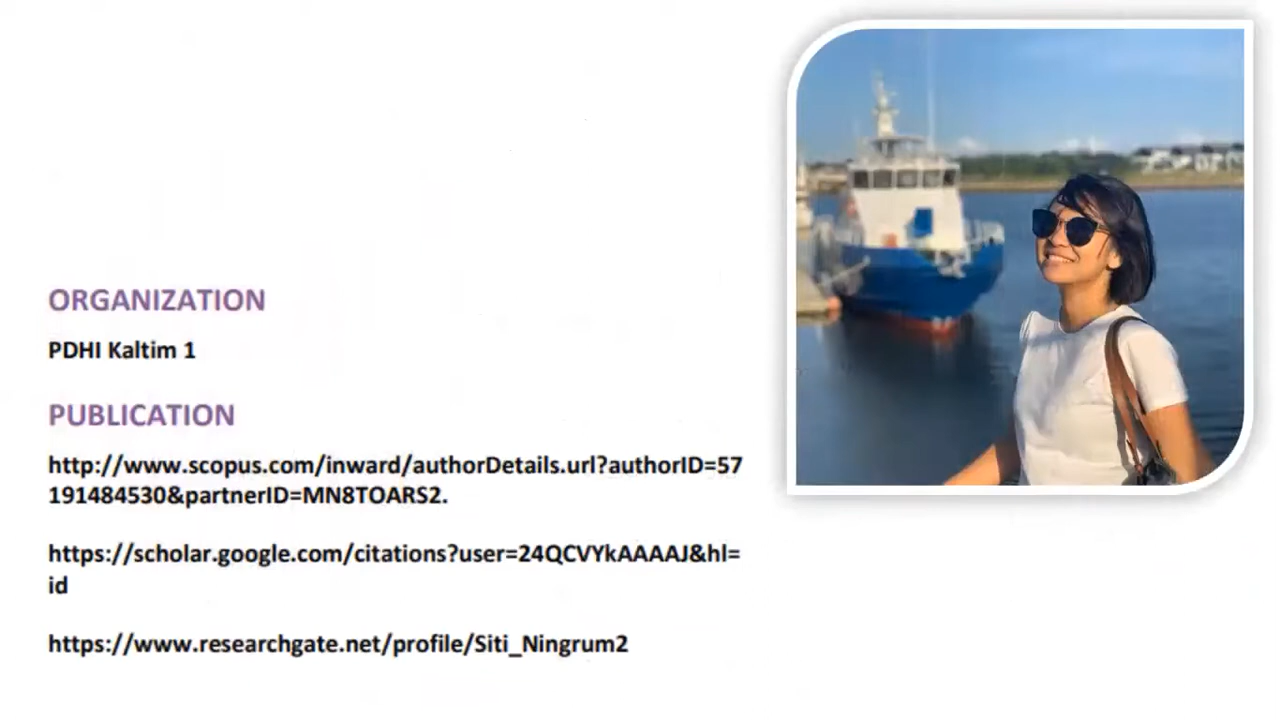 ORGANIZATION
PDHI Kaltim 1
PUBLICATION
http://www.scopus.com/inward/authorDetails.url?authorID=57
191484530&partnerID=MN8TOARS2.
https://scholar.google.com/citations?user=24QCVYkAAAAJ&hl=
id
https://www.researchgate.net/profile/Siti_Ningrum2